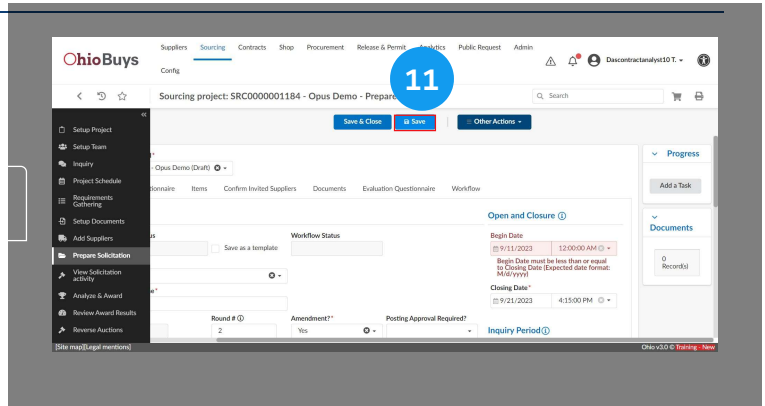 Suppliers Sourcing Contracts Shop Procurement Release & Permit Analytics Public Request Admin
OhioBuys
Dascontractanalyst10 T.
Config
11
Sourcing project: SRC0000001184 - Opus Demo - Prepare
Search
Save & Close Save Other Actions
Setup Project
Setup Team
Inquiry
Project Schedule
Requirements
Gathering
Setup Documents
Add Suppliers
Prepare Solicitation
View Solicitation
activity
Analyze & Award
Review Award Results
Reverse Auctions
- Opus Demo (Draft)
Items Confirm Invited Suppliers Documents Evaluation Questionnaire Workflow
Workflow Status
Save as a template
Round # Amendment?* Posting Approval Required?
2 Yes
Open and Closure
Begin Date
9/11/2023 12:00:00 AM
Begin Date must be less than or equal
to Closing Date (Expected date format:
M/d/yyyy)
Closing Date*
9/21/2023 4:15:00 PM
Inquiry Period
Progress
Add a Task
Documents
0
Record(s)
[Site map][Legal mentions]
Ohio v3.0 © Training - New